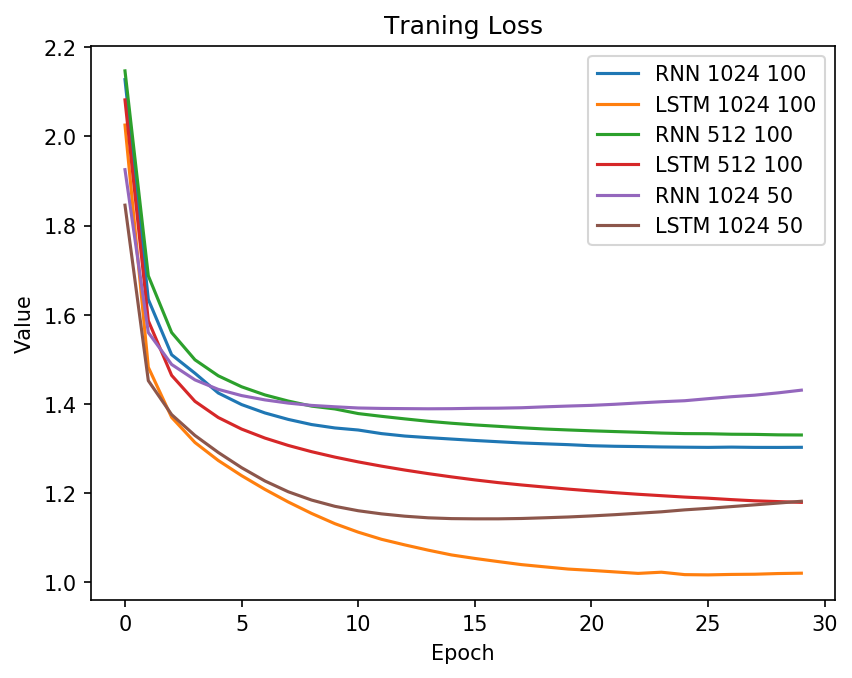 Traning Loss
2.2
2.0
1.8
1.6
1.4
1.2
1.0
Value
RNN 1024 100
LSTM 1024 100
RNN 512 100
LSTM 512 100
RNN 1024 50
LSTM 1024 50
0 5 10 15 20 25 30
Epoch